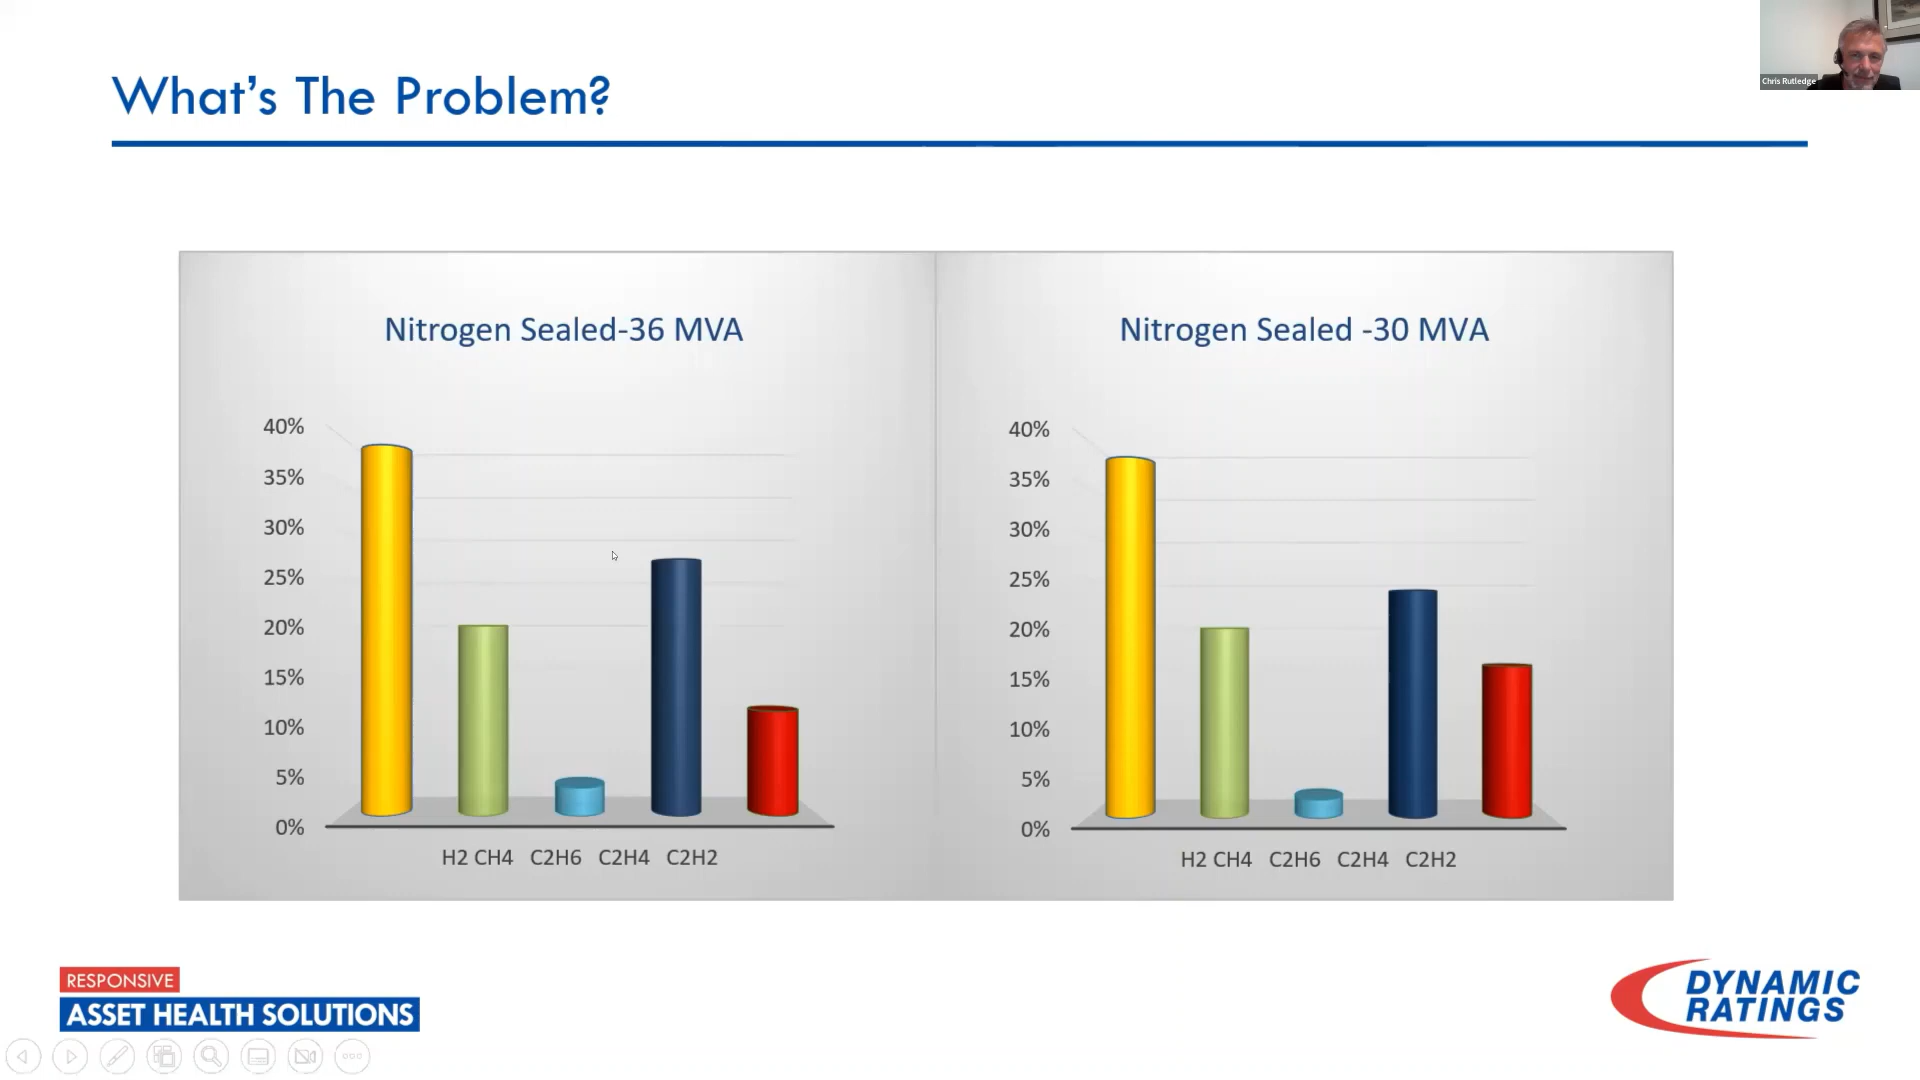 What's The Problem?
Chris Rutledge
Nitrogen Sealed-36 MVA
40%
35%
30%
25%
20%
15%
10%
5%
0%
H2 CH4 C2H6 C2H4 C2H2
Nitrogen Sealed -30 MVA
40%
35%
30%
25%
20%
15%
10%
5%
0%
H2 CH4 C2H6 C2H4 C2H2
RESPONSIVE
ASSET HEALTH SOLUTIONS
DYNAMIC
RATINGS